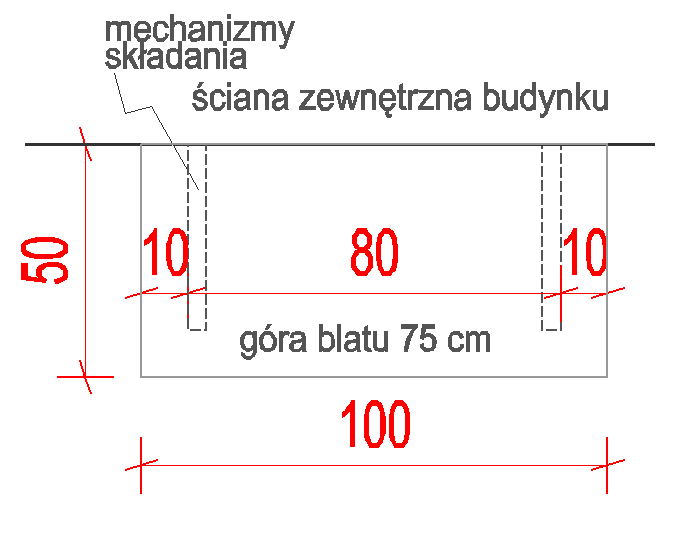 mechanizmy
składania
ściana zewnętrzna budynku
50
10
80
10
góra blatu 75 cm
100